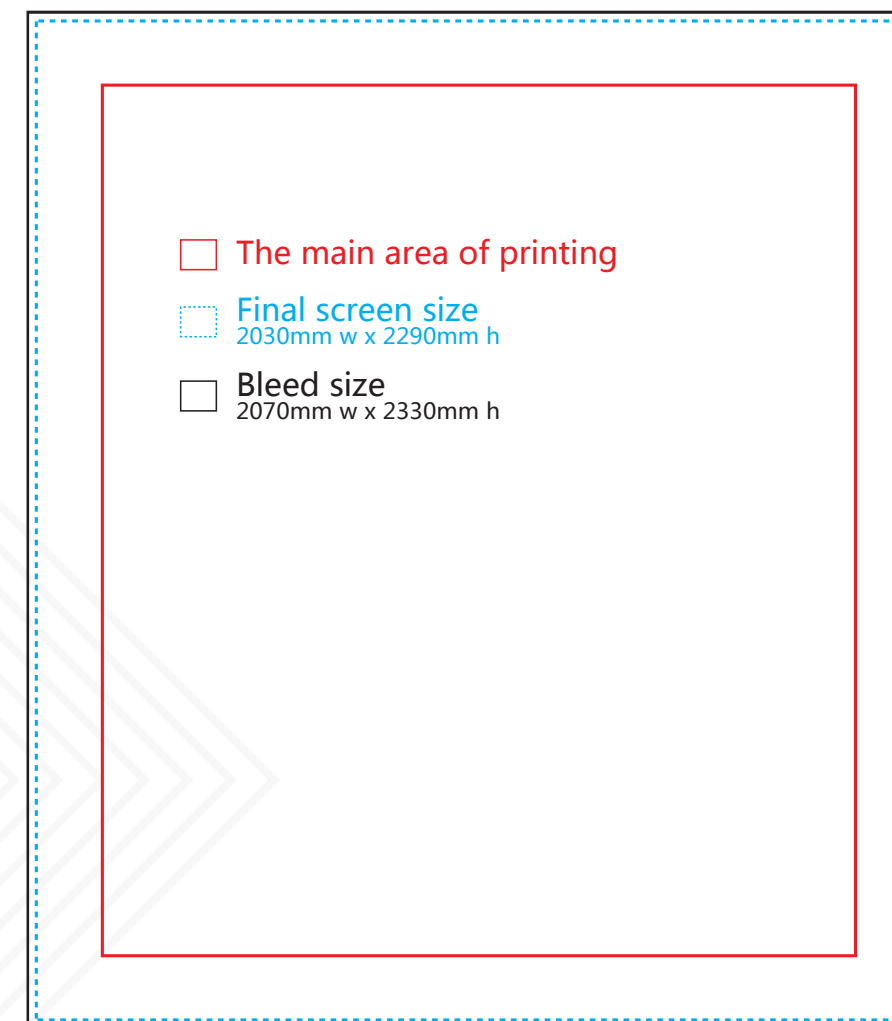 The main area of printing
Final screen size
2030mm w x 2290mm h
Bleed size
2070mm w x 2330mm h